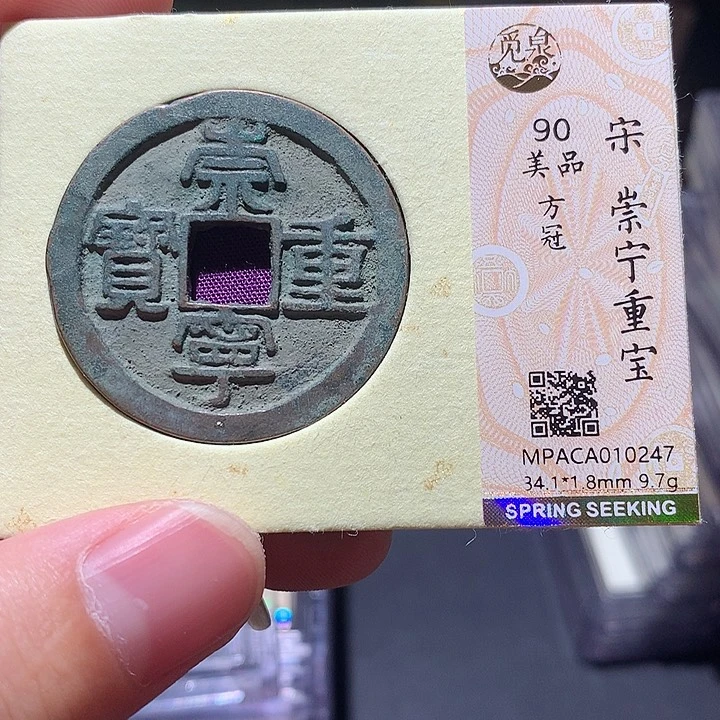 崇寧重寶
觅泉
90
美品
方冠
宋 崇宁重宝
MPACA010247
34.1*1.8mm 9.7g
SPRING SEEKING